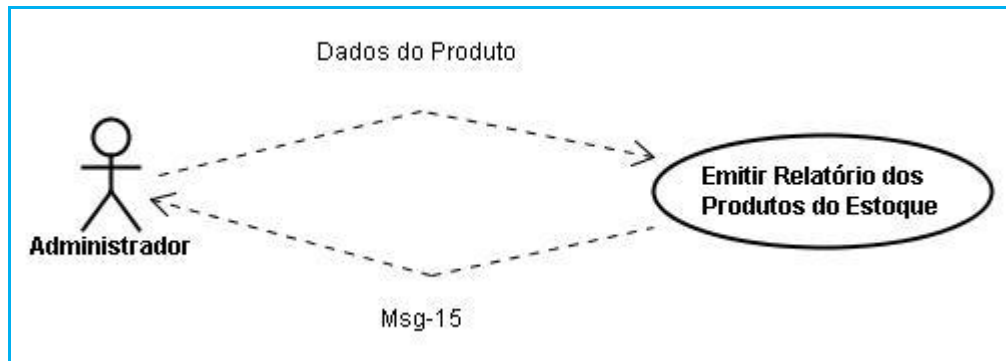 Dados do Produto
Emitir Relatório dos
Produtos do Estoque
Administrador
Msg-15